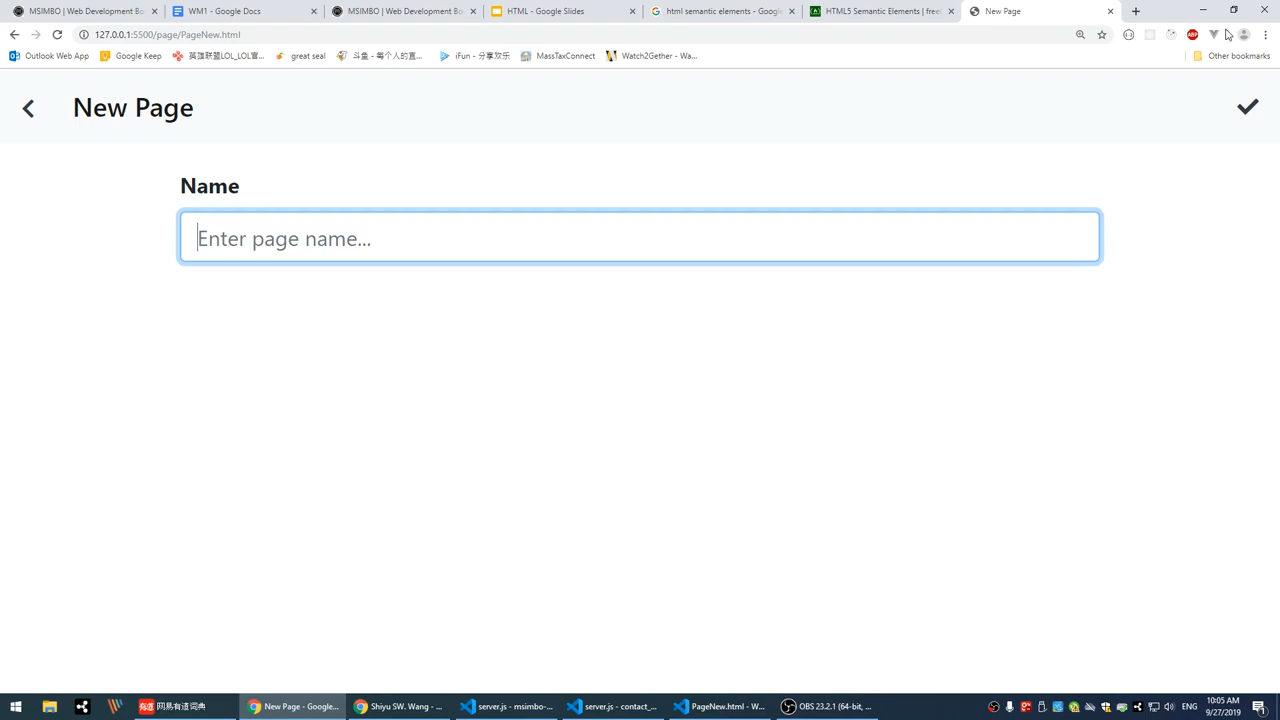 MSIMBO | Web Development Bo
WM1 - Google Docs
MSIMBO | Web Development Bo
HTML - Google Slides
html semantic elements - Google
HTML5 Semantic Elements | free
New Page
127.0.0.1:5500/page/PageNew.html
Outlook Web App
Google Keep
英雄联盟LOL_LOL官...
great seal
斗鱼 - 每个人的直...
iFun - 分享欢乐
MassTaxConnect
Watch2Gether - Wa...
Other bookmarks
New Page
Name
Enter page name...
网易有道词典
New Page - Google...
Shiyu SW. Wang - ...
server.js - msimbo-...
server.js - contact_...
PageNew.html - W...
OBS 23.2.1 (64-bit, ...
ENG
10:05 AM
9/27/2019